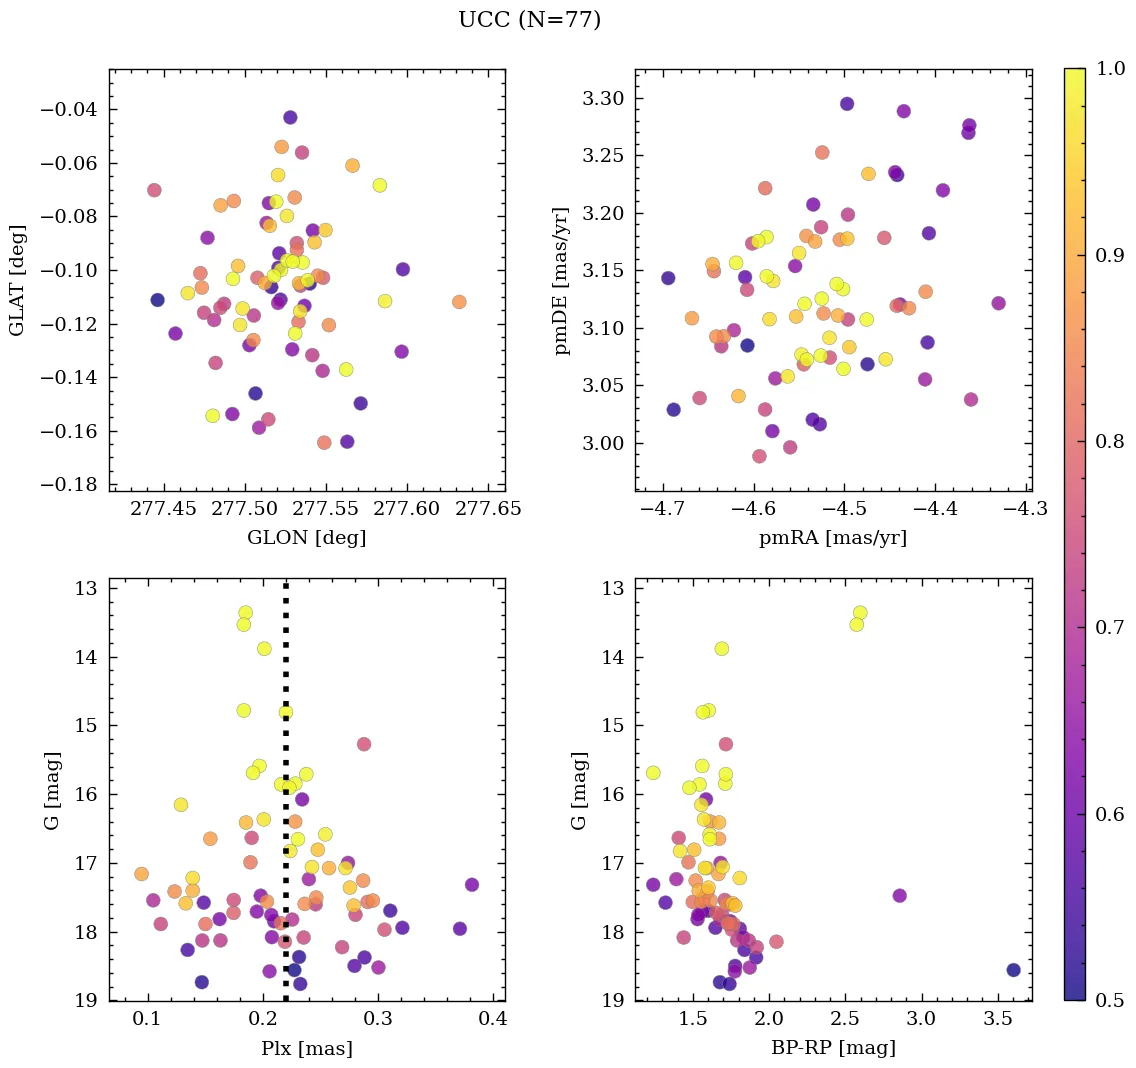 UCC (N=77)
−0.04
−0.06
−0.08
−0.10
−0.12
−0.14
−0.16
−0.18
GLAT [deg]
277.45 277.50 277.55 277.60 277.65
GLON [deg]
3.30
3.25
3.20
3.15
3.10
3.05
3.00
pmDE [mas/yr]
−4.7 −4.6 −4.5 −4.4 −4.3
pmRA [mas/yr]
13
14
15
16
17
18
19
G [mag]
0.1 0.2 0.3 0.4
Plx [mas]
13
14
15
16
17
18
19
G [mag]
1.5 2.0 2.5 3.0 3.5
BP-RP [mag]
1.0
0.9
0.8
0.7
0.6
0.5